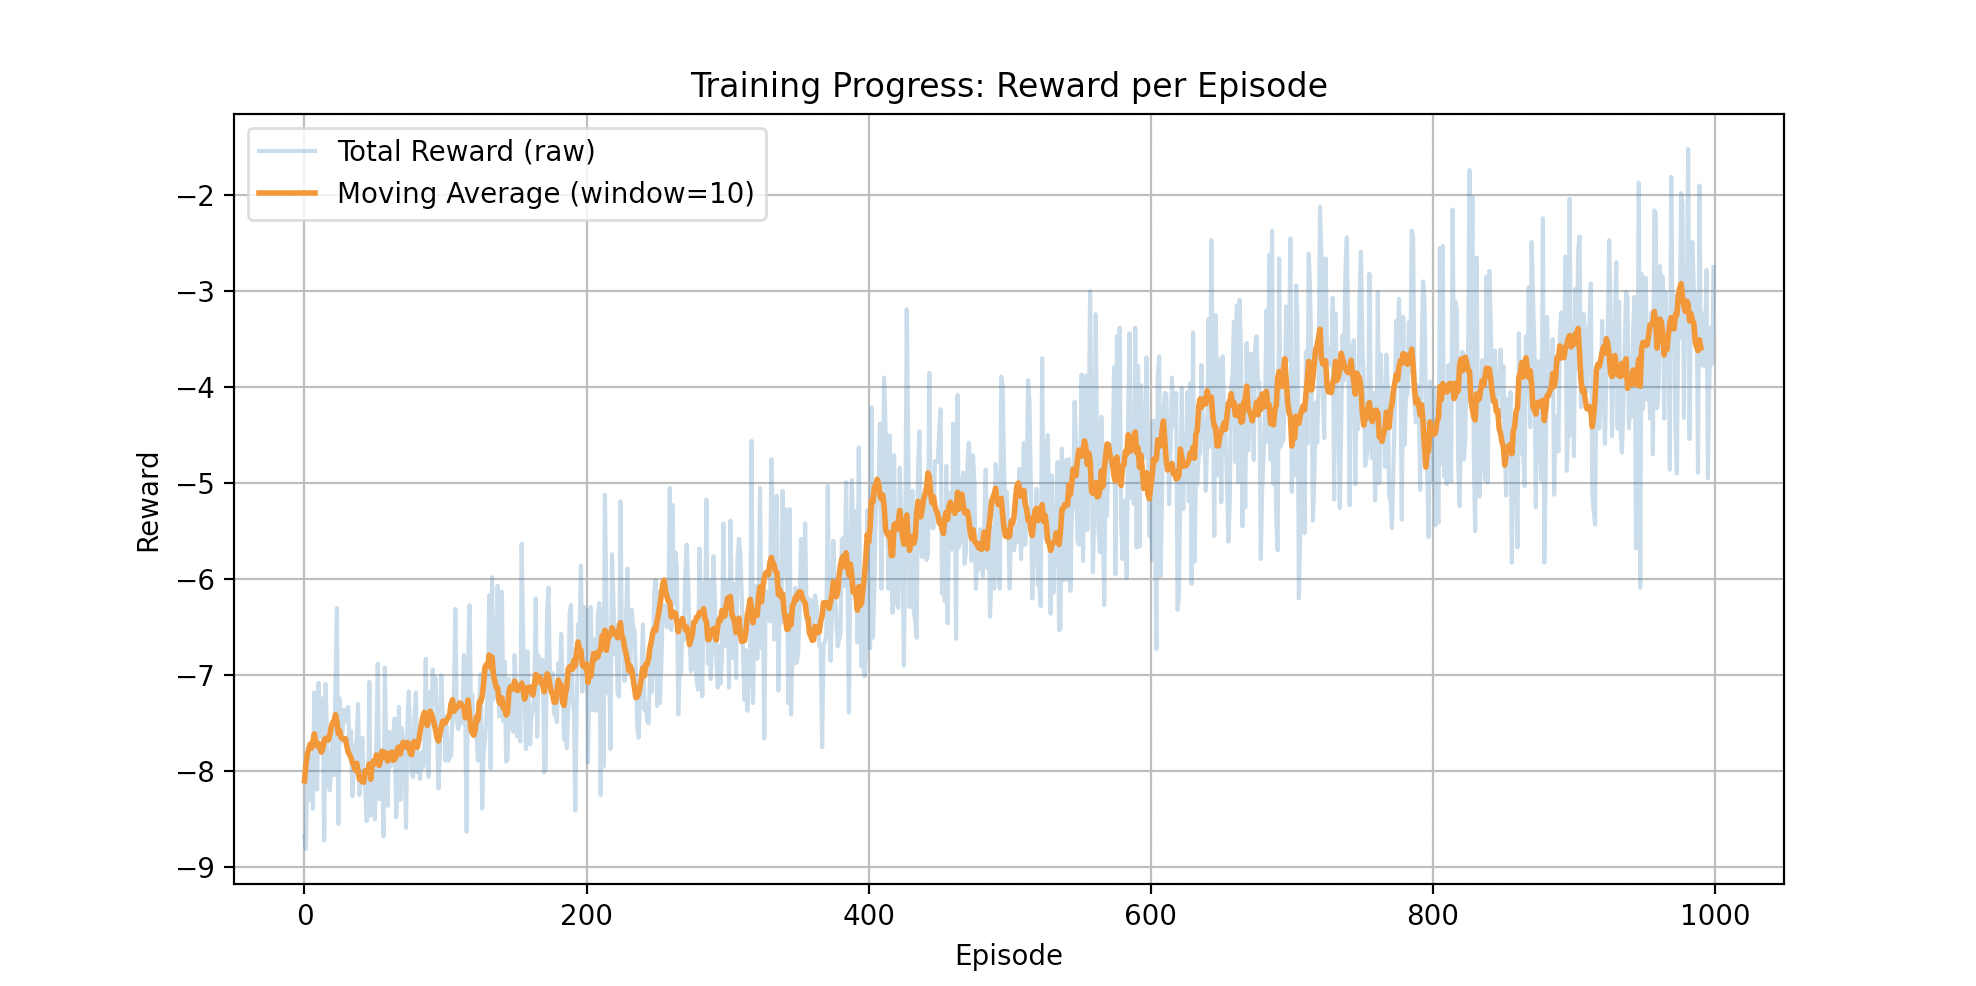 Training Progress: Reward per Episode
Total Reward (raw)
Moving Average (window=10)
−2
−3
−4
−5
−6
−7
−8
−9
Reward
0 200 400 600 800 1000
Episode